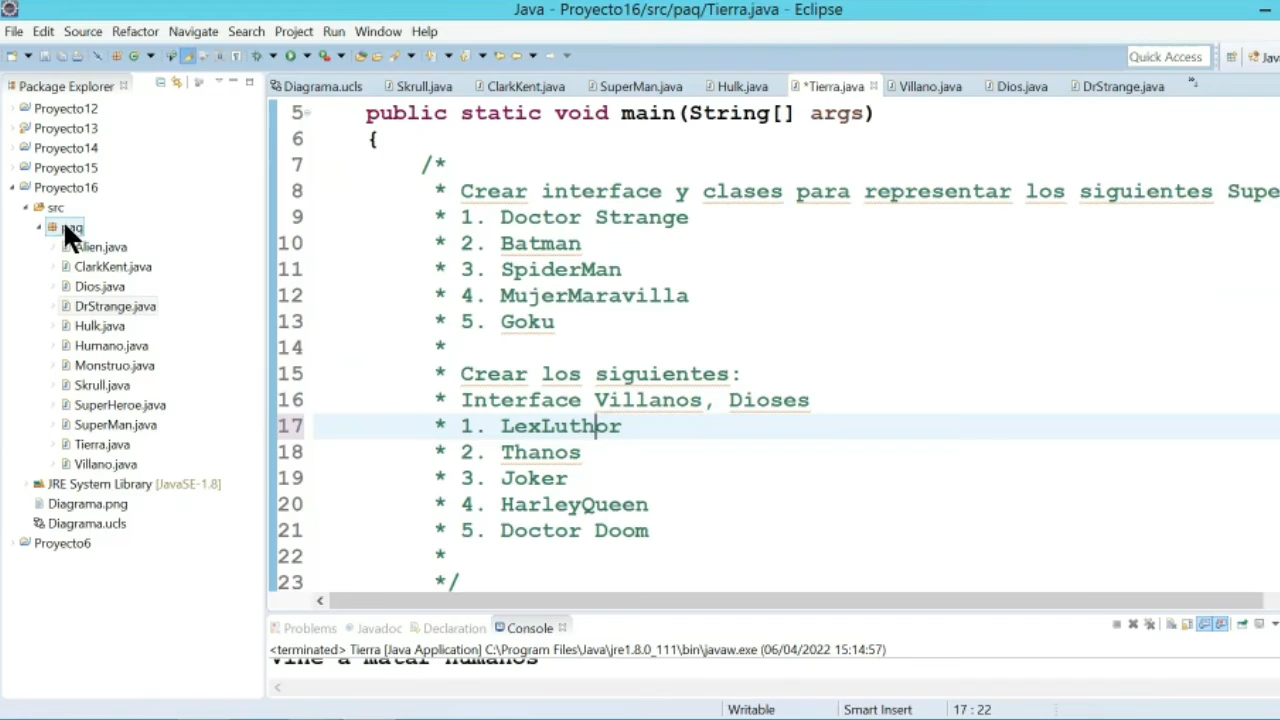 Java - Proyecto16/src/paq/Tierra.java - Eclipse
File Edit Source Refactor Navigate Search Project Run Window Help
Quick Access
Java
Package Explorer
Diagrama.ucls Skrull.java ClarkKent.java SuperMan.java Hulk.java *Tierra.java Villano.java Dios.java DrStrange.java
Proyecto12
Proyecto13
Proyecto14
Proyecto15
Proyecto16
src
paq
Alien.java
ClarkKent.java
Dios.java
DrStrange.java
Hulk.java
Humano.java
Monstruo.java
Skrull.java
SuperHeroe.java
SuperMan.java
Tierra.java
Villano.java
JRE System Library [JavaSE-1.8]
Diagrama.png
Diagrama.ucls
Proyecto6
5 public static void main(String[] args)
6 {
7 /*
8 * Crear interface y clases para representar los siguientes Supe
9 * 1. Doctor Strange
10 * 2. Batman
11 * 3. SpiderMan
12 * 4. MujerMaravilla
13 * 5. Goku
14 *
15 * Crear los siguientes:
16 * Interface Villanos, Dioses
17 * 1. LexLuthor
18 * 2. Thanos
19 * 3. Joker
20 * 4. HarleyQueen
21 * 5. Doctor Doom
22 *
23 */
Problems Javadoc Declaration Console
<terminated> Tierra [Java Application] C:\Program Files\Java\jre1.8.0_111\bin\javaw.exe (06/04/2022 15:14:57)
vine a matar humanos
Writable Smart Insert 17 : 22